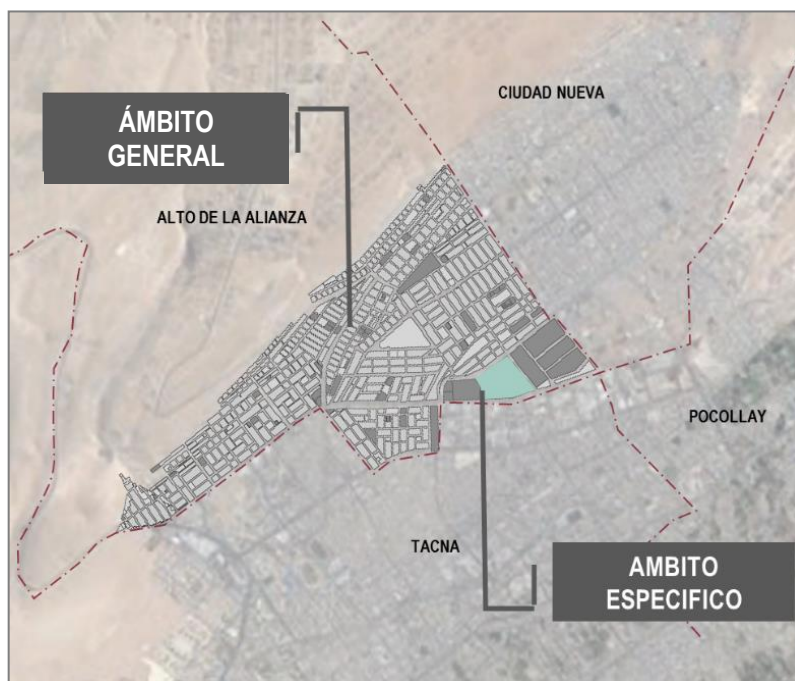 CIUDAD NUEVA
ÁMBITO
GENERAL
ALTO DE LA ALIANZA
POCOLLAY
TACNA
AMBITO
ESPECIFICO